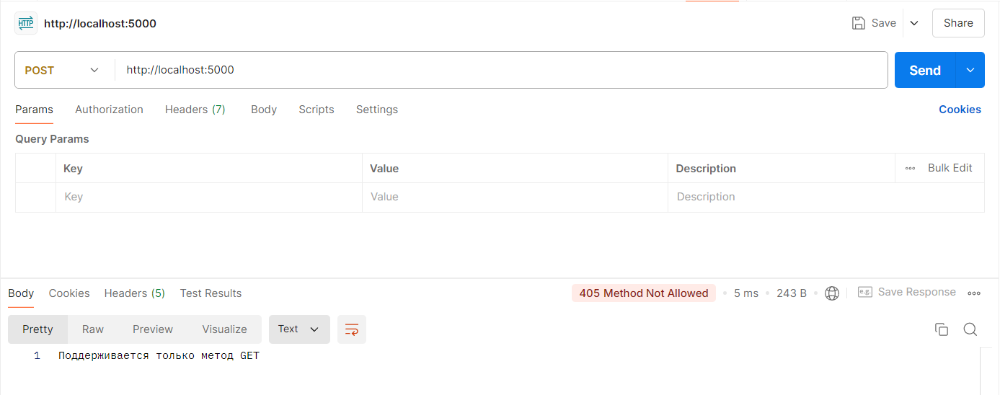 HTTP http://localhost:5000 Save Share
POST http://localhost:5000 Send
Params Authorization Headers (7) Body Scripts Settings Cookies
Query Params
Key Value Description Bulk Edit
Key Value Description
Body Cookies Headers (5) Test Results 405 Method Not Allowed 5 ms 243 B e.g. Save Response
Pretty Raw Preview Visualize Text
1 Поддерживается только метод GET